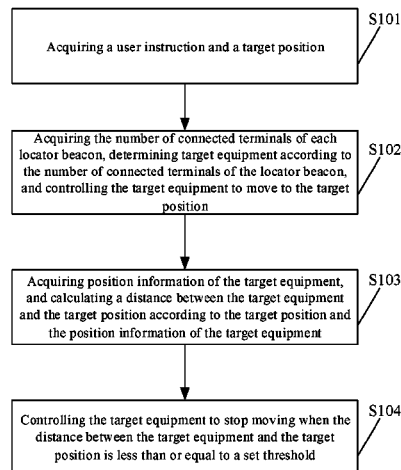 S101
Acquiring a user instruction and a target position
S102
Acquiring the number of connected terminals of each
locator beacon, determining target equipment according to
the number of connected terminals of the locator beacon,
and controlling the target equipment to move to the target
position
S103
Acquiring position information of the target equipment,
and calculating a distance between the target equipment
and the target position according to the target position and
the position information of the target equipment
S104
Controlling the target equipment to stop moving when the
distance between the target equipment and the target
position is less than or equal to a set threshold